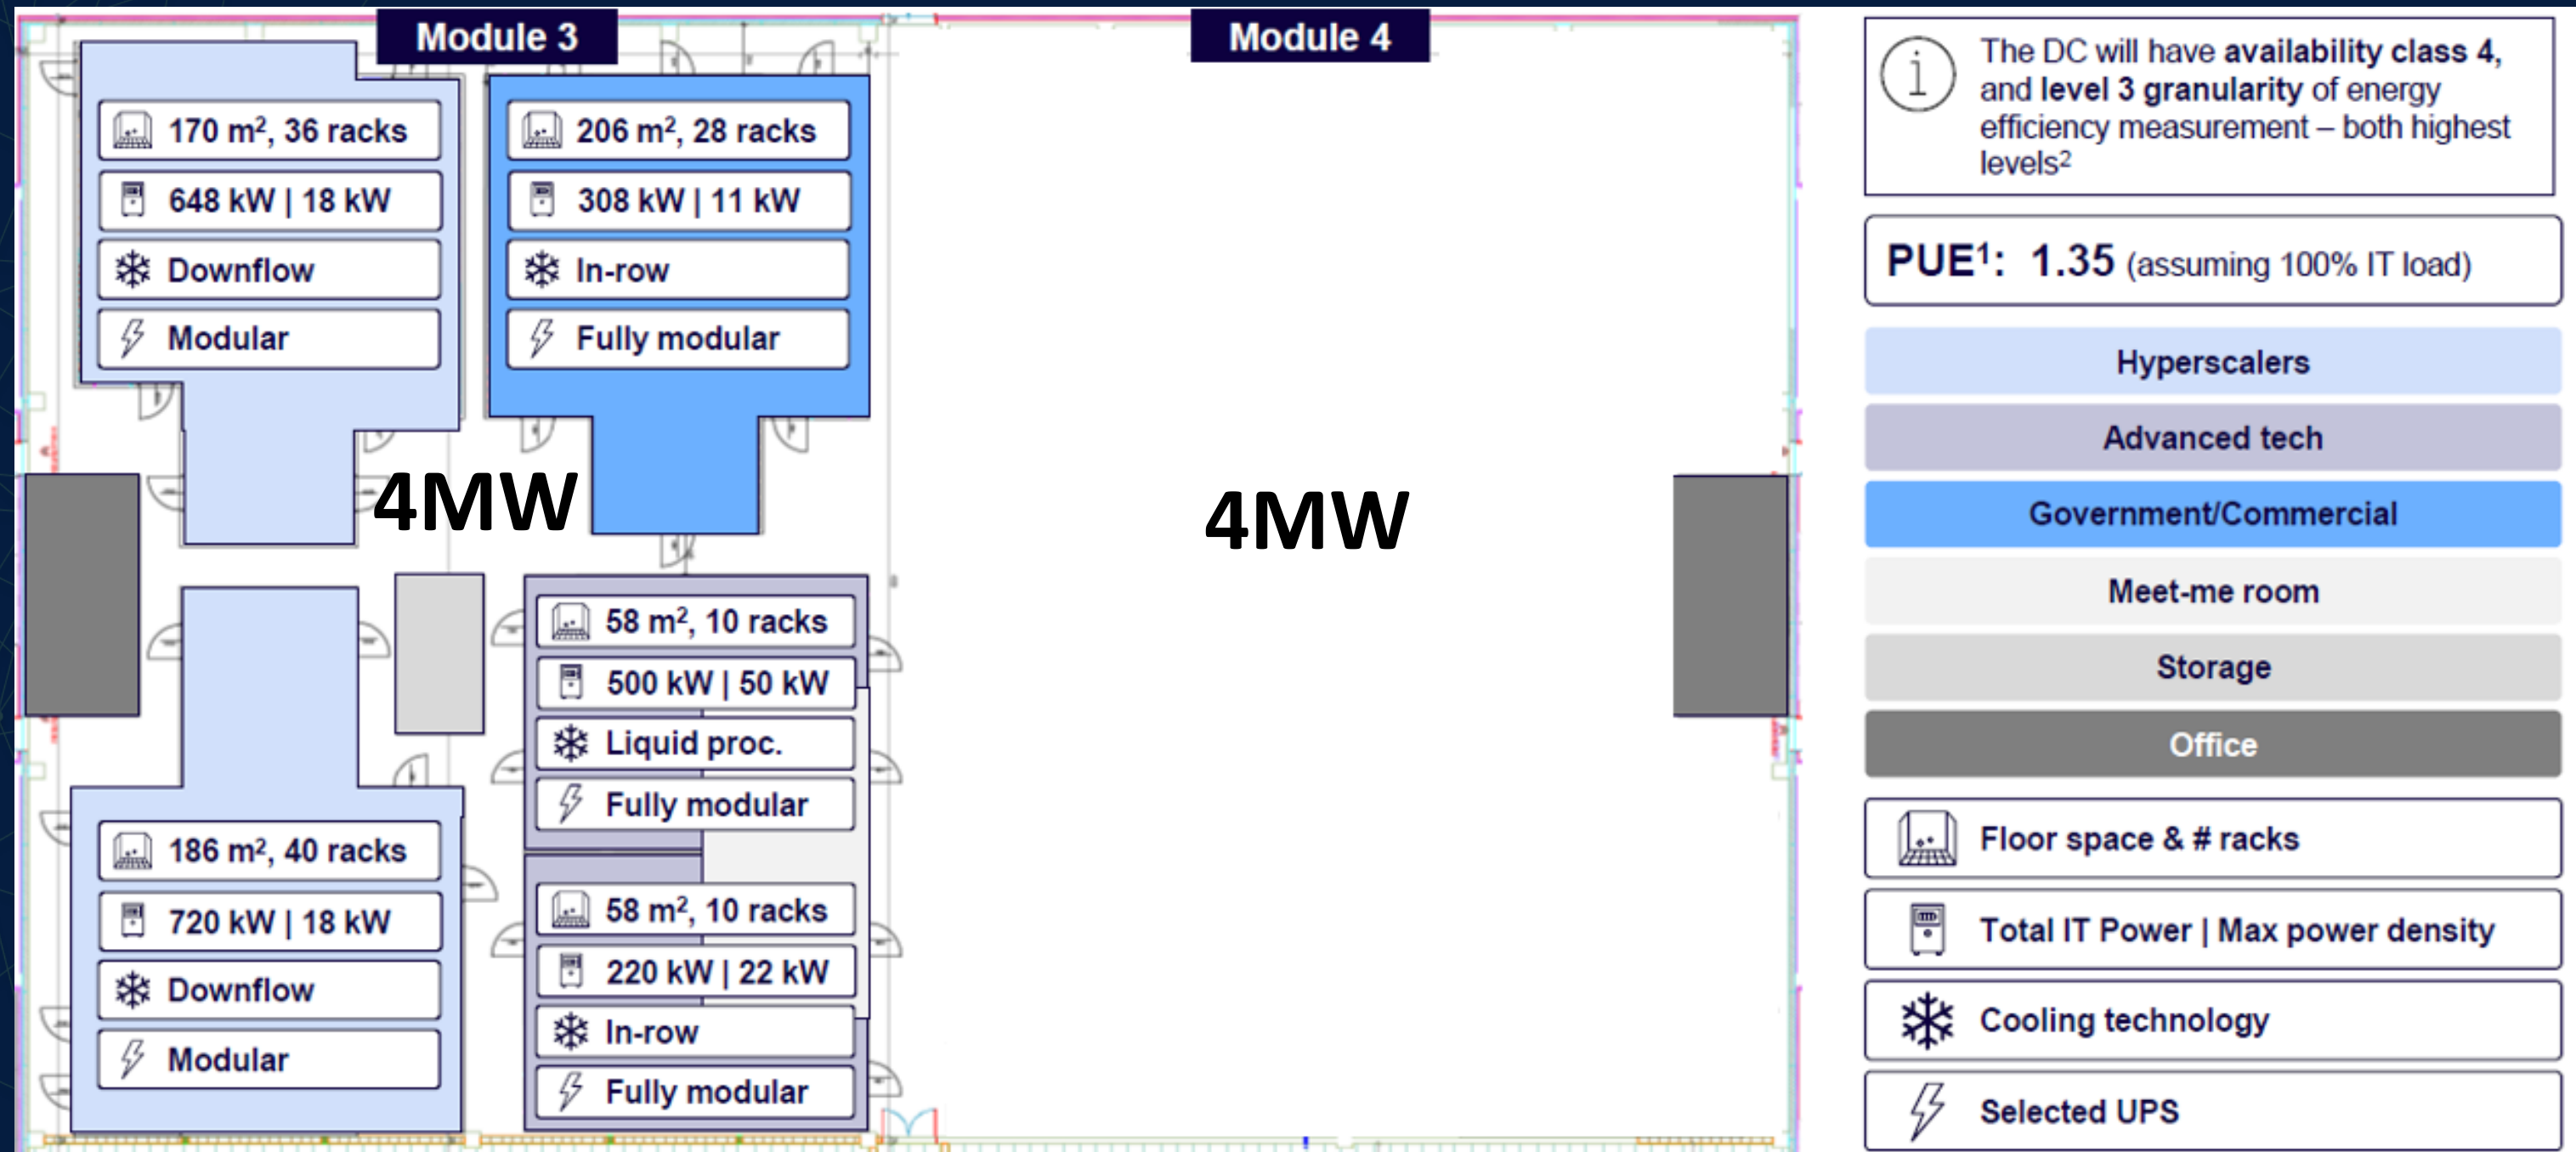 Module 3
Module 4
170 m², 36 racks
648 kW | 18 kW
Downflow
Modular
206 m², 28 racks
308 kW | 11 kW
In-row
Fully modular
4MW
4MW
58 m², 10 racks
500 kW | 50 kW
Liquid proc.
Fully modular
186 m², 40 racks
720 kW | 18 kW
Downflow
Modular
58 m², 10 racks
220 kW | 22 kW
In-row
Fully modular
The DC will have availability class 4,
and level 3 granularity of energy
efficiency measurement – both highest
levels²
PUE¹: 1.35 (assuming 100% IT load)
Hyperscalers
Advanced tech
Government/Commercial
Meet-me room
Storage
Office
Floor space & # racks
Total IT Power | Max power density
Cooling technology
Selected UPS